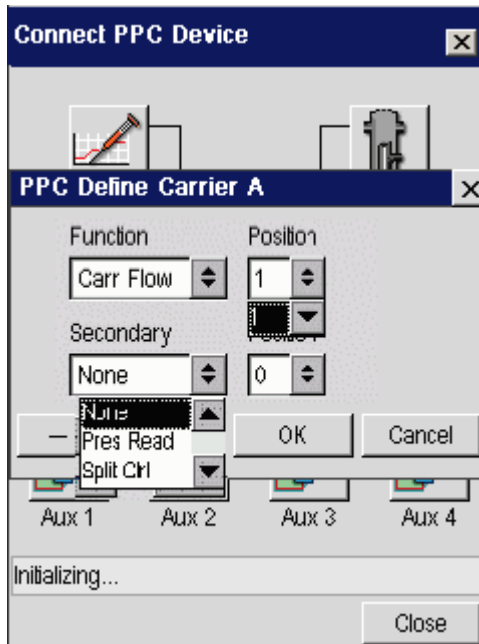 Connect PPC Device
PPC Define Carrier A
Function Position
Carr Flow 1
1
Secondary
None 0
None
Pres Read
Split Ctrl
OK Cancel
Aux 1 Aux 2 Aux 3 Aux 4
Initializing...
Close